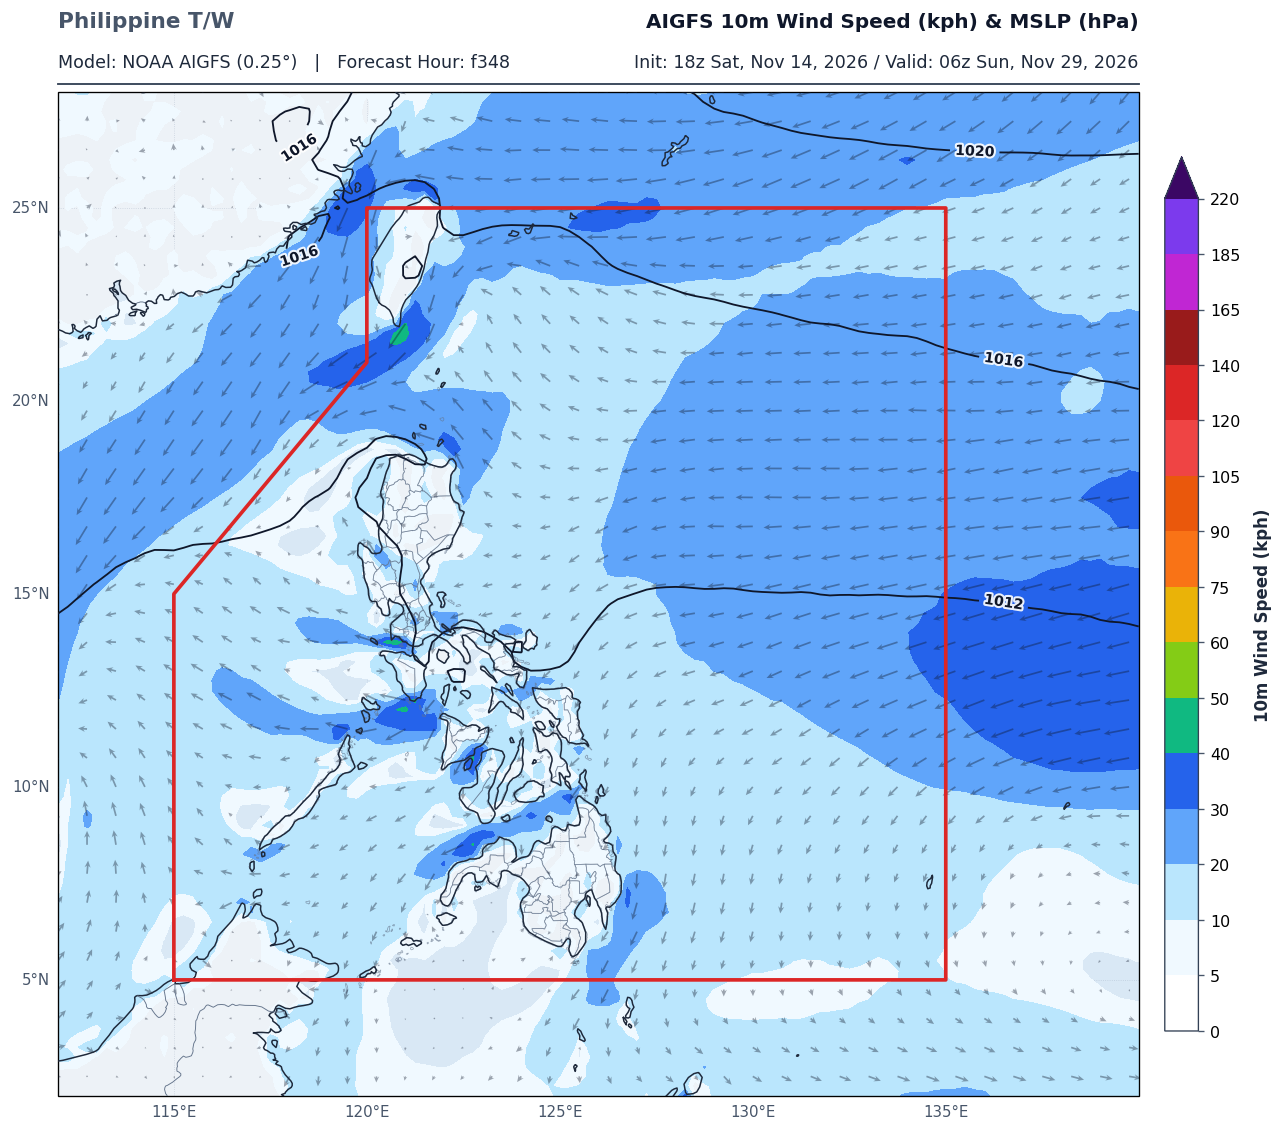 Philippine T/W
AIGFS 10m Wind Speed (kph) & MSLP (hPa)
Model: NOAA AIGFS (0.25°) | Forecast Hour: f348
Init: 18z Sat, Nov 14, 2026 / Valid: 06z Sun, Nov 29, 2026
1016
1020
1016
1016
1012
25°N
20°N
15°N
10°N
5°N
115°E
120°E
125°E
130°E
135°E
220
185
165
140
120
105
90
75
60
50
40
30
20
10
5
0
10m Wind Speed (kph)